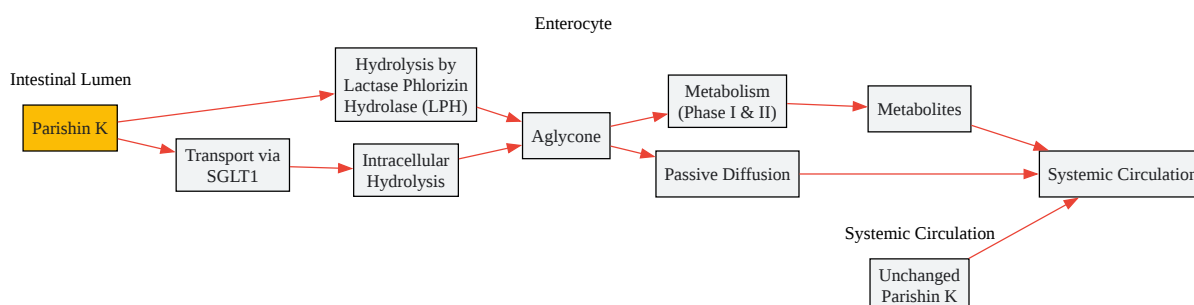 Enterocyte
Intestinal Lumen
Parishin K
Hydrolysis by
Lactase Phlorizin
Hydrolase (LPH)
Transport via
SGLT1
Intracellular
Hydrolysis
Aglycone
Metabolism
(Phase I & II)
Metabolites
Passive Diffusion
Systemic Circulation
Systemic Circulation
Unchanged
Parishin K